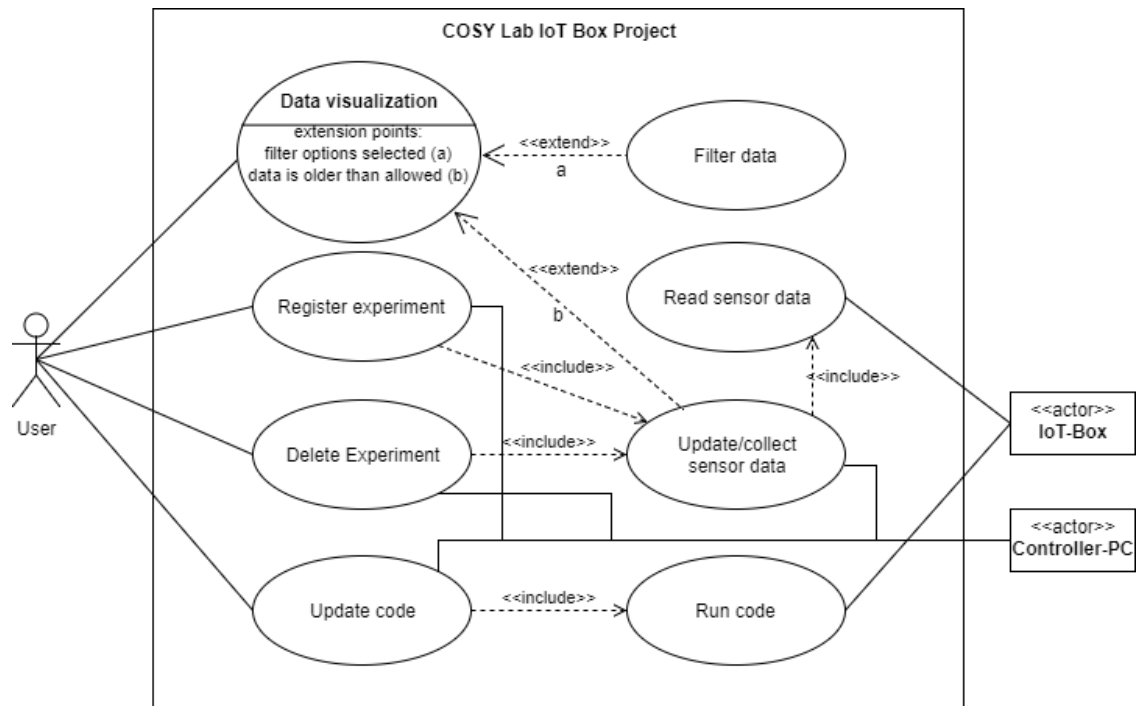 COSY Lab IoT Box Project
Data visualization
extension points:
filter options selected (a)
data is older than allowed (b)
<<extend>>
a
Filter data
<<extend>>
b
Read sensor data
Register experiment
<<include>>
<<include>>
User
Delete Experiment
<<include>>
Update/collect
sensor data
<<actor>>
IoT-Box
<<actor>>
Controller-PC
Update code
<<include>>
Run code